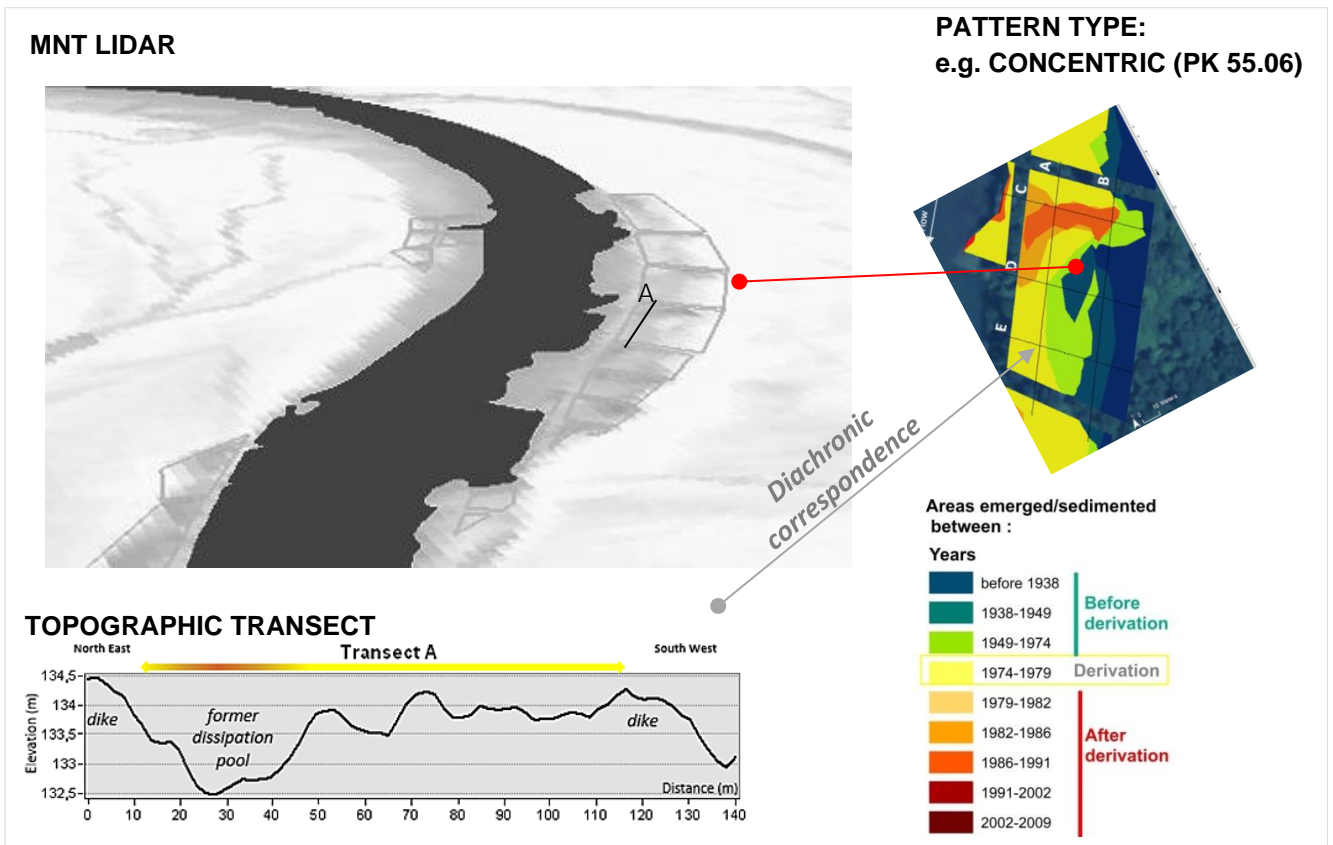 MNT LIDAR
PATTERN TYPE:
e.g. CONCENTRIC (PK 55.06)
A
A
B
C
D
E
0 10 Meters
Diachronic
correspondence
Areas emerged/sedimented
between :
Years
before 1938
1938-1949
1949-1974
1974-1979
1979-1982
1982-1986
1986-1991
1991-2002
2002-2009
Before
derivation
Derivation
After
derivation
TOPOGRAPHIC TRANSECT
North East
Transect A
South West
Elevation (m)
134,5
134
133,5
133
132,5
dike
former
dissipation
pool
dike
Distance (m)
0 10 20 30 40 50 60 70 80 90 100 110 120 130 140